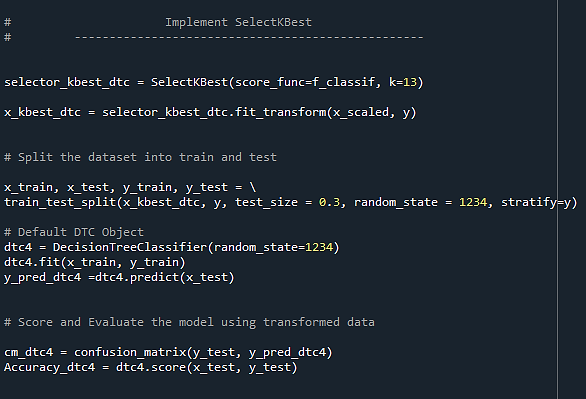 # Implement SelectKBest
# --------------------------------------------------
selector_kbest_dtc = SelectKBest(score_func=f_classif, k=13)
x_kbest_dtc = selector_kbest_dtc.fit_transform(x_scaled, y)
# Split the dataset into train and test
x_train, x_test, y_train, y_test = \
train_test_split(x_kbest_dtc, y, test_size = 0.3, random_state = 1234, stratify=y)
# Default DTC Object
dtc4 = DecisionTreeClassifier(random_state=1234)
dtc4.fit(x_train, y_train)
y_pred_dtc4 =dtc4.predict(x_test)
# Score and Evaluate the model using transformed data
cm_dtc4 = confusion_matrix(y_test, y_pred_dtc4)
Accuracy_dtc4 = dtc4.score(x_test, y_test)